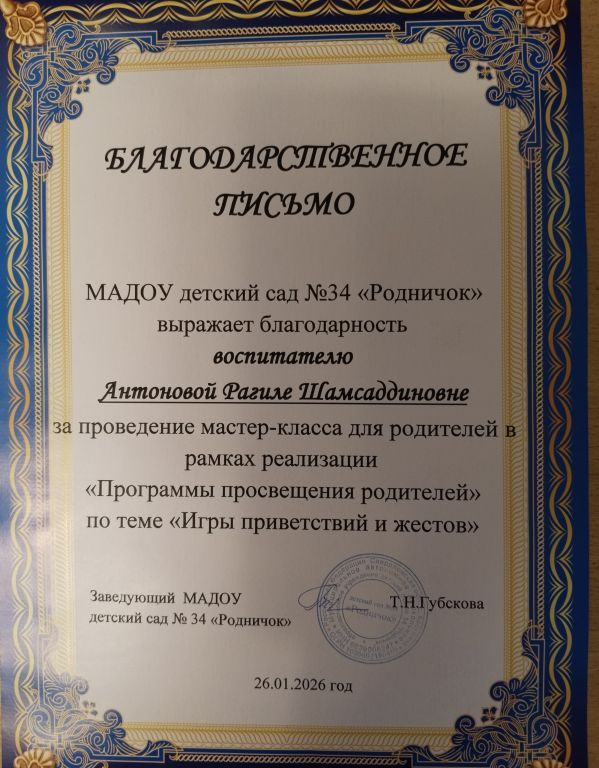 БЛАГОДАРСТВЕННОЕ
ПИСЬМО
МАДОУ детский сад №34 «Родничок»
выражает благодарность
воспитателю
Антоновой Рагиле Шамсаддиновне
за проведение мастер-класса для родителей в
рамках реализации
«Программы просвещения родителей»
по теме «Игры приветствий и жестов»
Заведующий МАДОУ
детский сад № 34 «Родничок»
Т.Н.Губскова
«Родничок»
26.01.2026 год